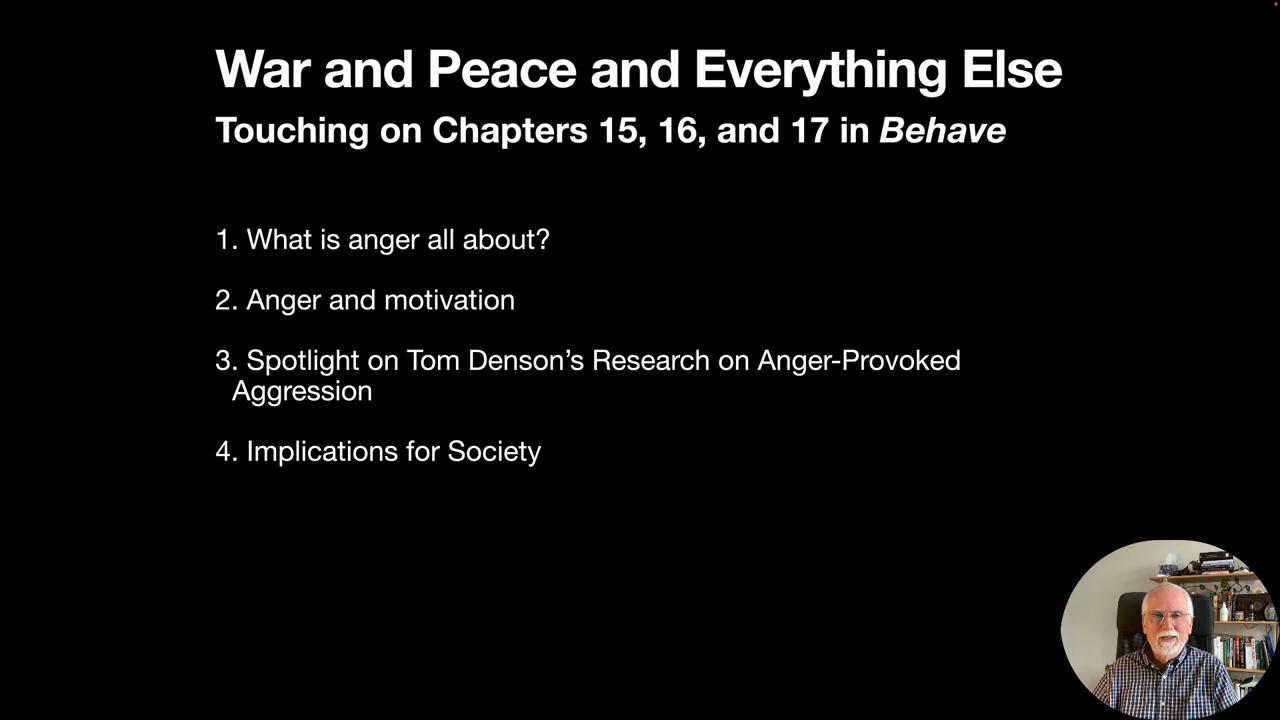 War and Peace and Everything Else
Touching on Chapters 15, 16, and 17 in Behave
1. What is anger all about?
2. Anger and motivation
3. Spotlight on Tom Denson’s Research on Anger-Provoked
Aggression
4. Implications for Society